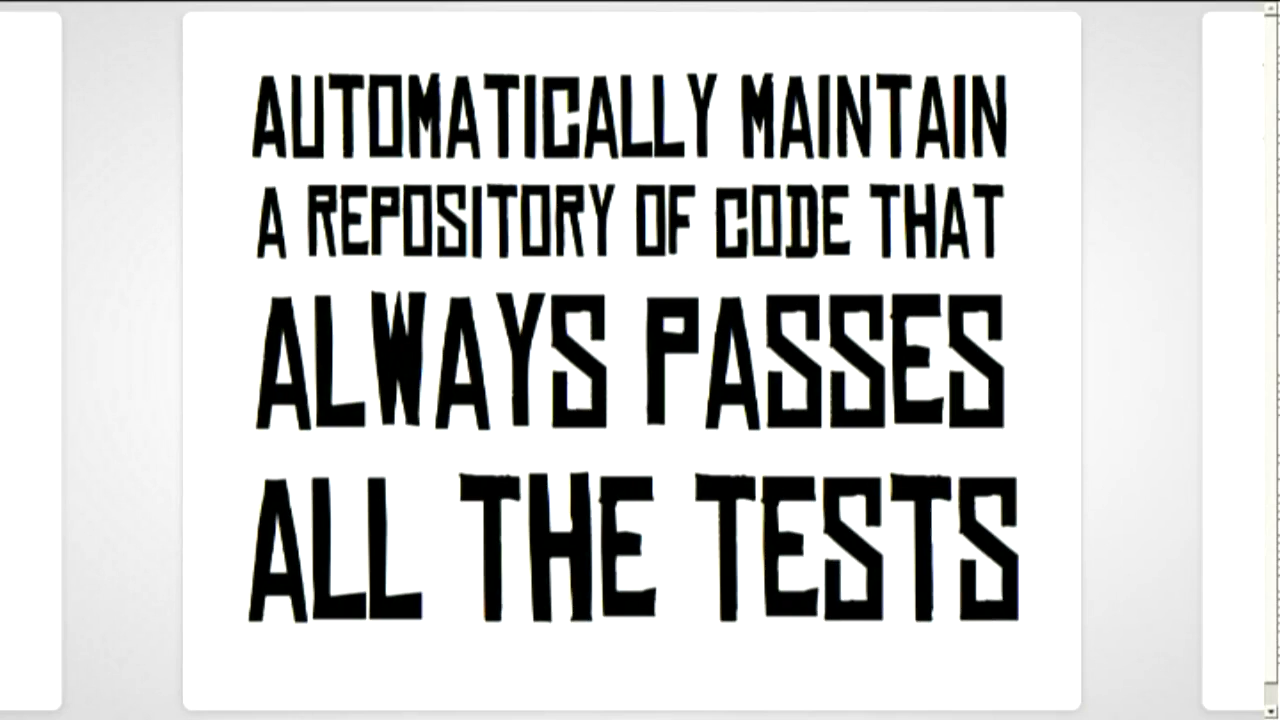 AUTOMATICALLY MAINTAIN
A REPOSITORY OF CODE THAT
ALWAYS PASSES
ALL THE TESTS